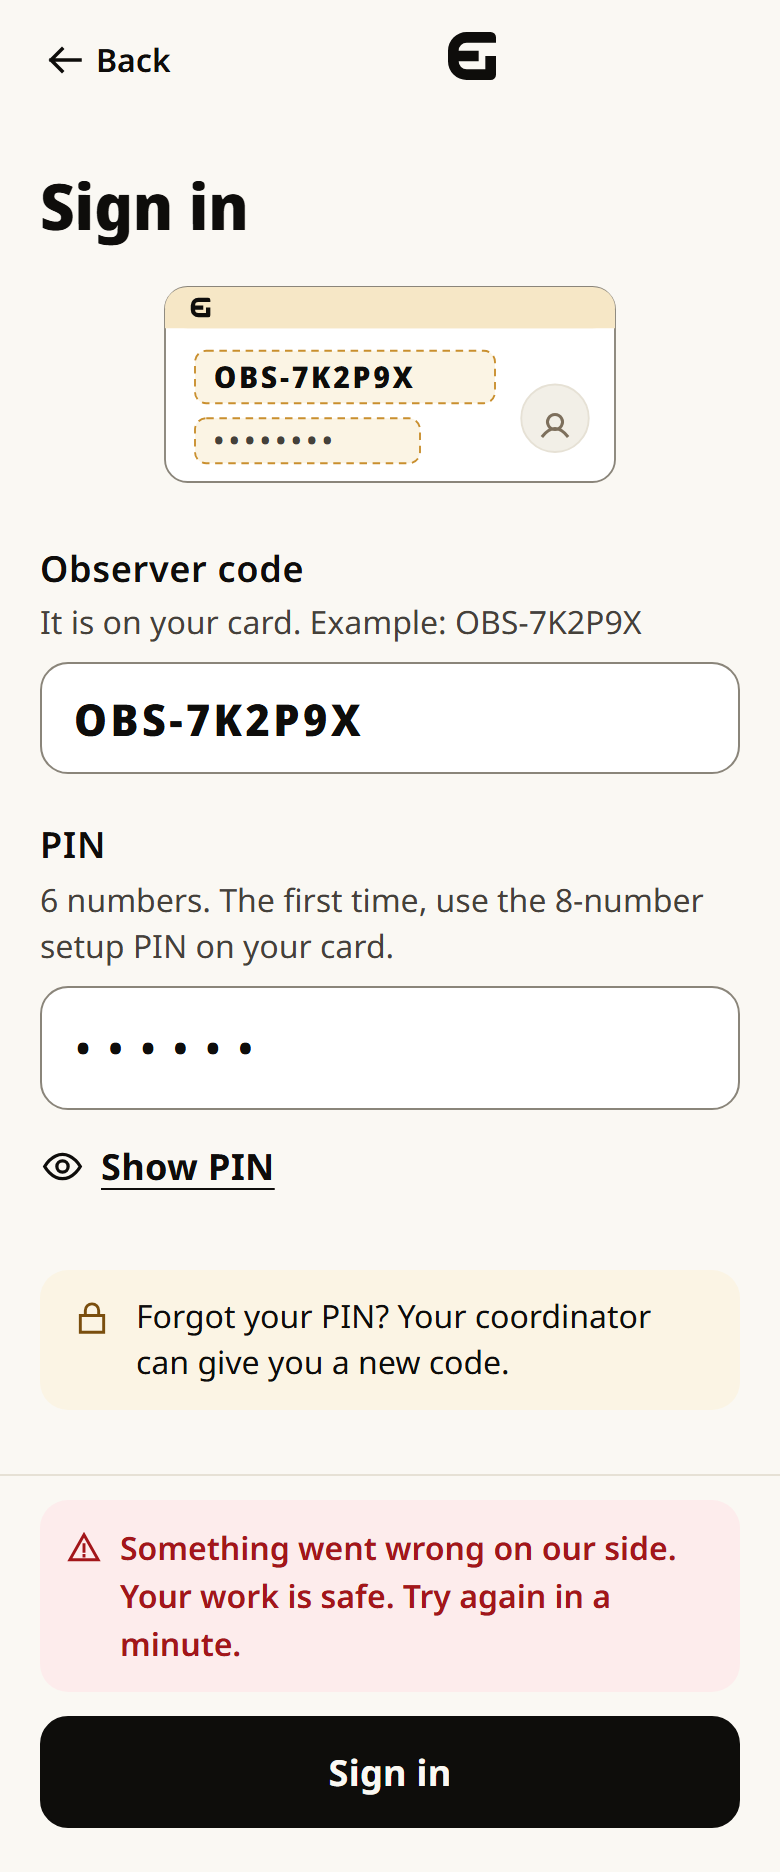 Back
Sign in
OBS-7K2P9X
••••••••
Observer code
It is on your card. Example: OBS-7K2P9X
OBS-7K2P9X
PIN
6 numbers. The first time, use the 8-number
setup PIN on your card.
••••••
Show PIN
Forgot your PIN? Your coordinator
can give you a new code.
Something went wrong on our side.
Your work is safe. Try again in a
minute.
Sign in